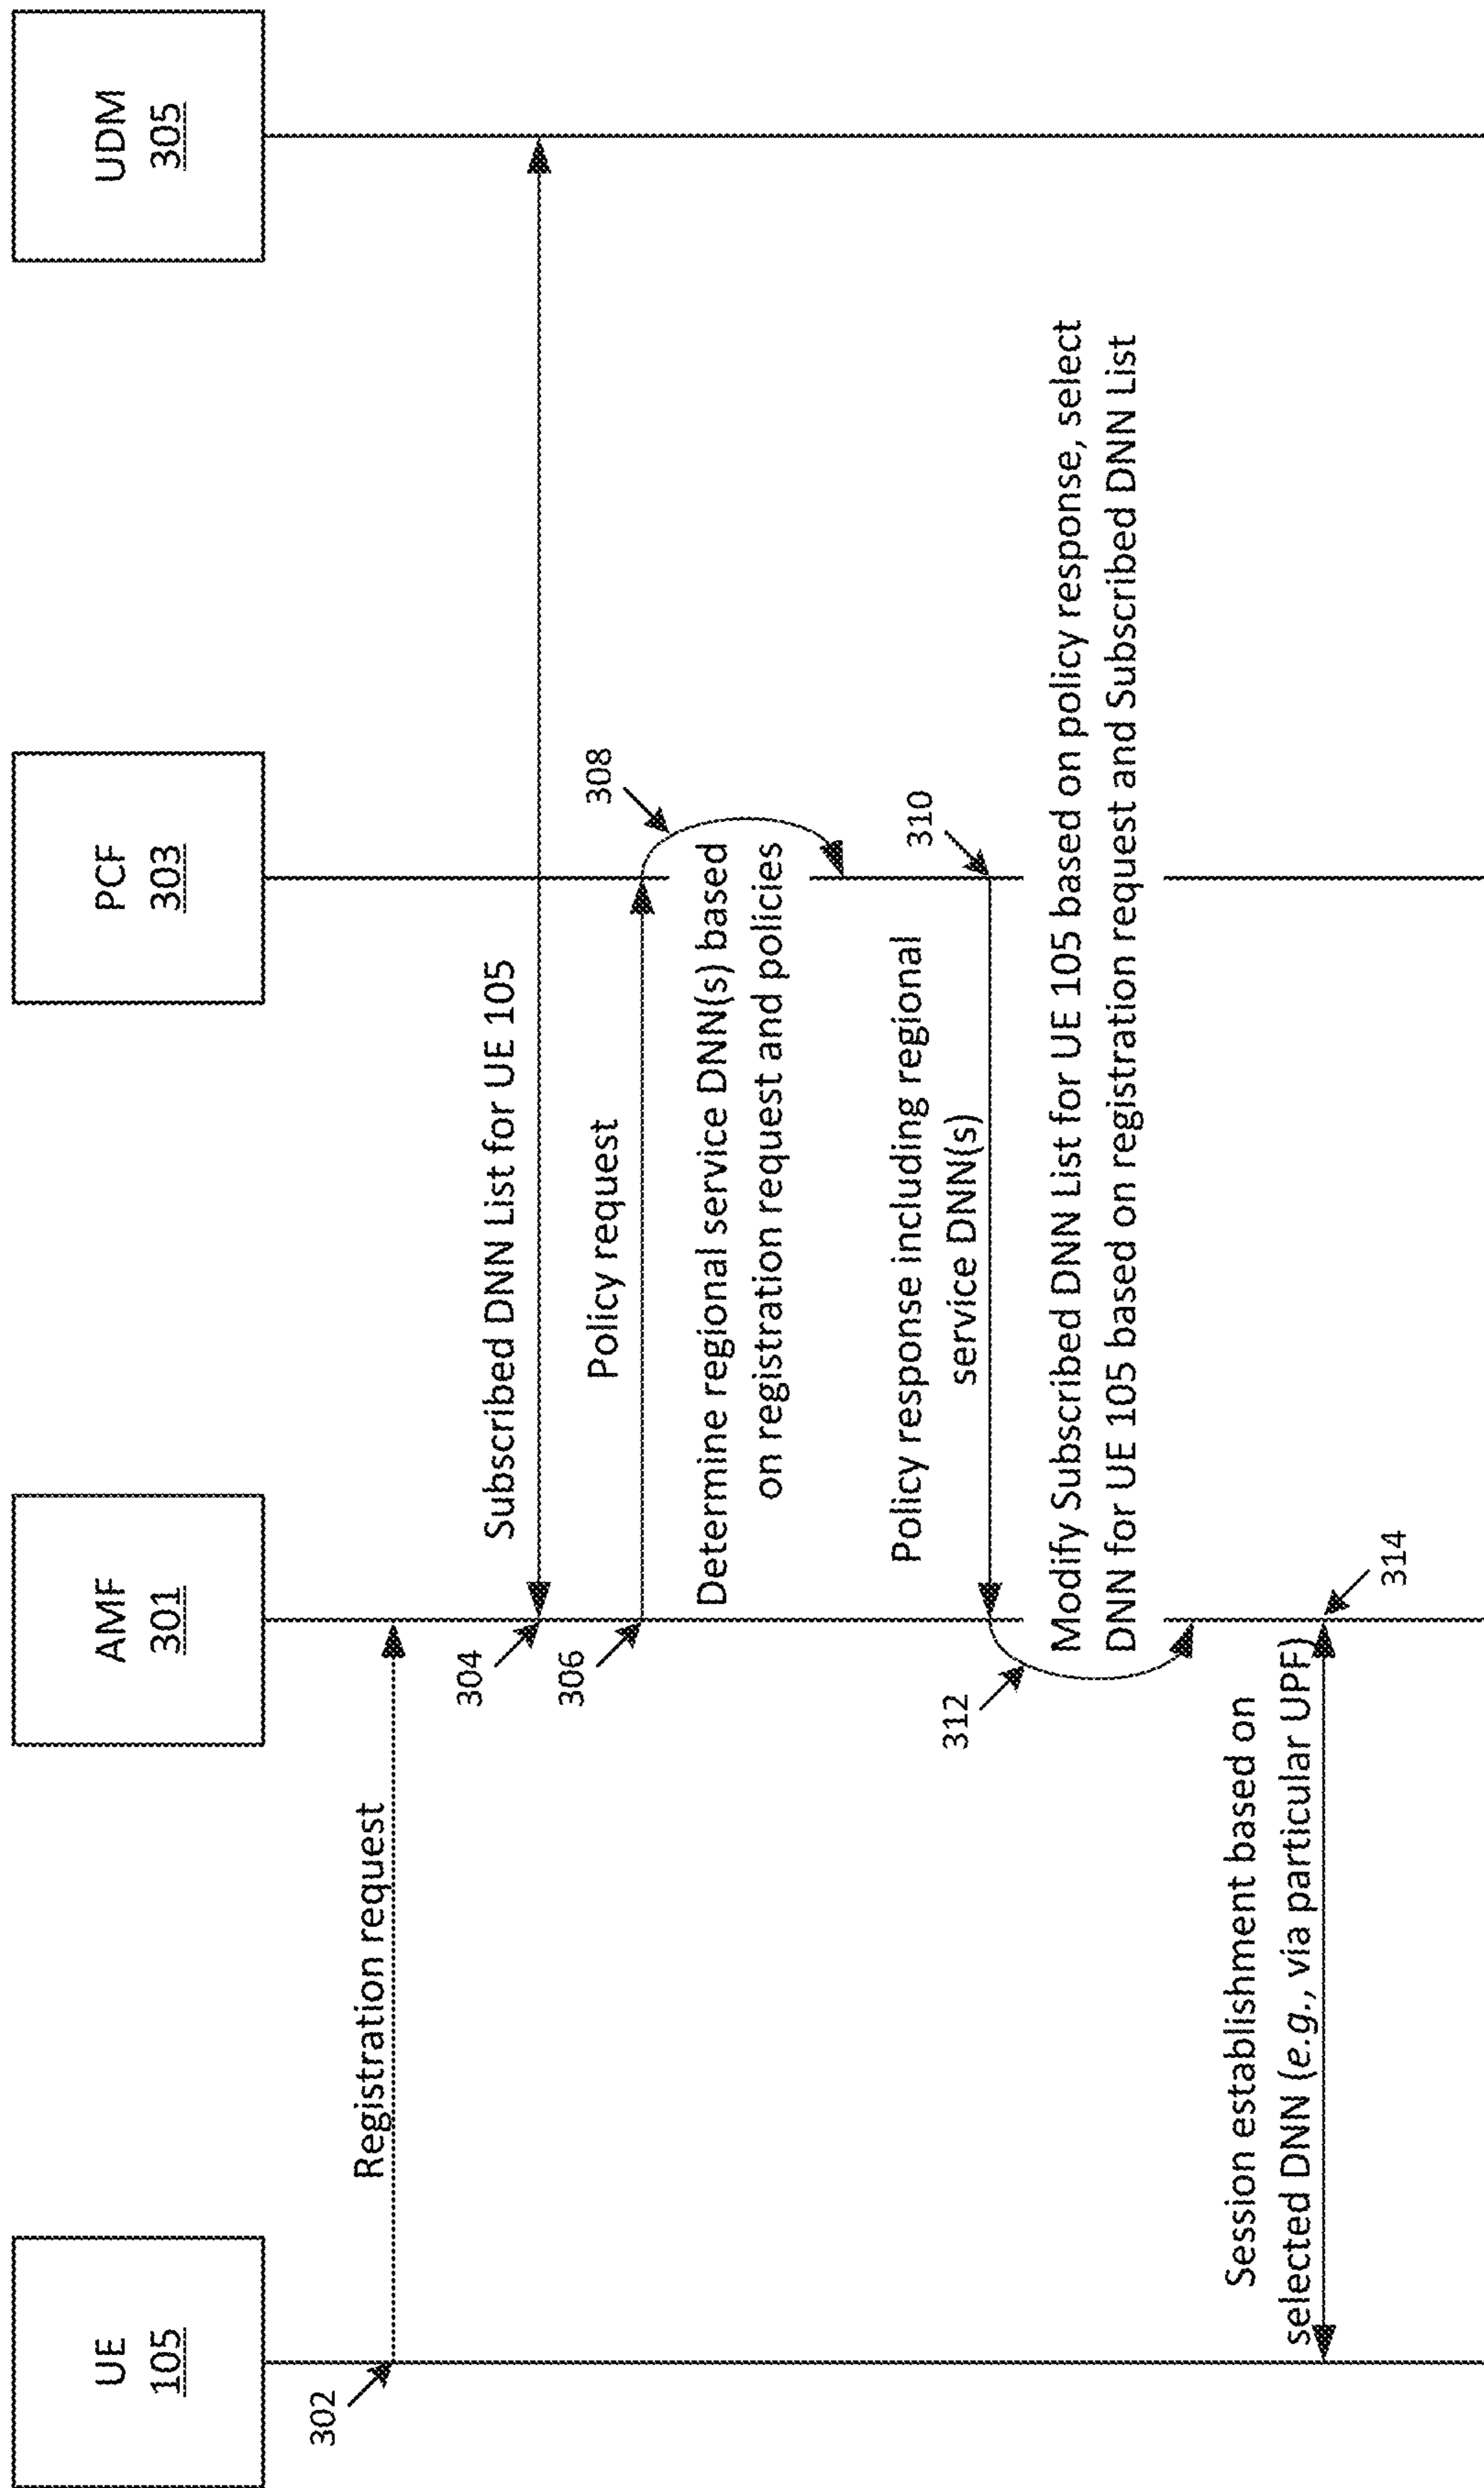 UE
105
AMF
301
PCF
303
UDM
305
302
Registration request
304
Subscribed DNN List for UE 105
306
Policy request
308
Determine regional service DNN(s) based
on registration request and policies
310
Policy response including regional
service DNN(s)
312
Modify Subscribed DNN List for UE 105 based on policy response, select
DNN for UE 105 based on registration request and Subscribed DNN List
314
Session establishment based on
selected DNN (e.g., via particular UPF)